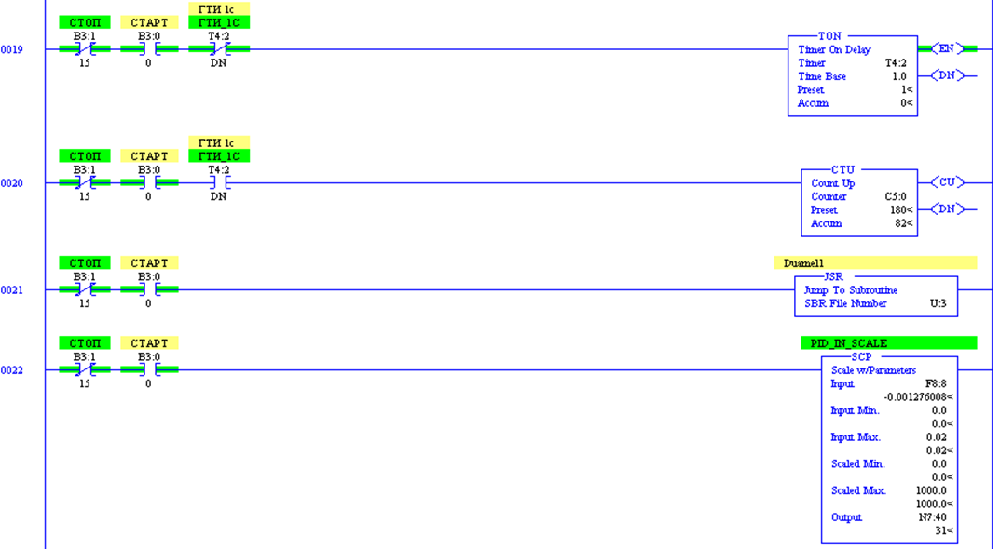 ГТИ 1с
СТОП СТАРТ ГТИ_1С
B3:1 B3:0 T4:2 TON
0019 Timer On Delay EN
15 0 DN Timer T4:2
Time Base 1.0 DN
Preset 1<
Accum 0<
ГТИ 1с
СТОП СТАРТ ГТИ_1С
B3:1 B3:0 T4:2 CTU
0020 Count Up CU
15 0 DN Counter C5:0
Preset 180< DN
Accum 82<
СТОП СТАРТ Duamell
B3:1 B3:0 JSR
0021 Jump To Subroutine
15 0 SBR File Number U:3
СТОП СТАРТ PID_IN_SCALE
B3:1 B3:0 SCP
0022 Scale w/Parameters
15 0 Input F8:8
-0.001276008<
Input Min. 0.0
0.0<
Input Max. 0.02
0.02<
Scaled Min. 0.0
0.0<
Scaled Max. 1000.0
1000.0<
Output N7:40
31<